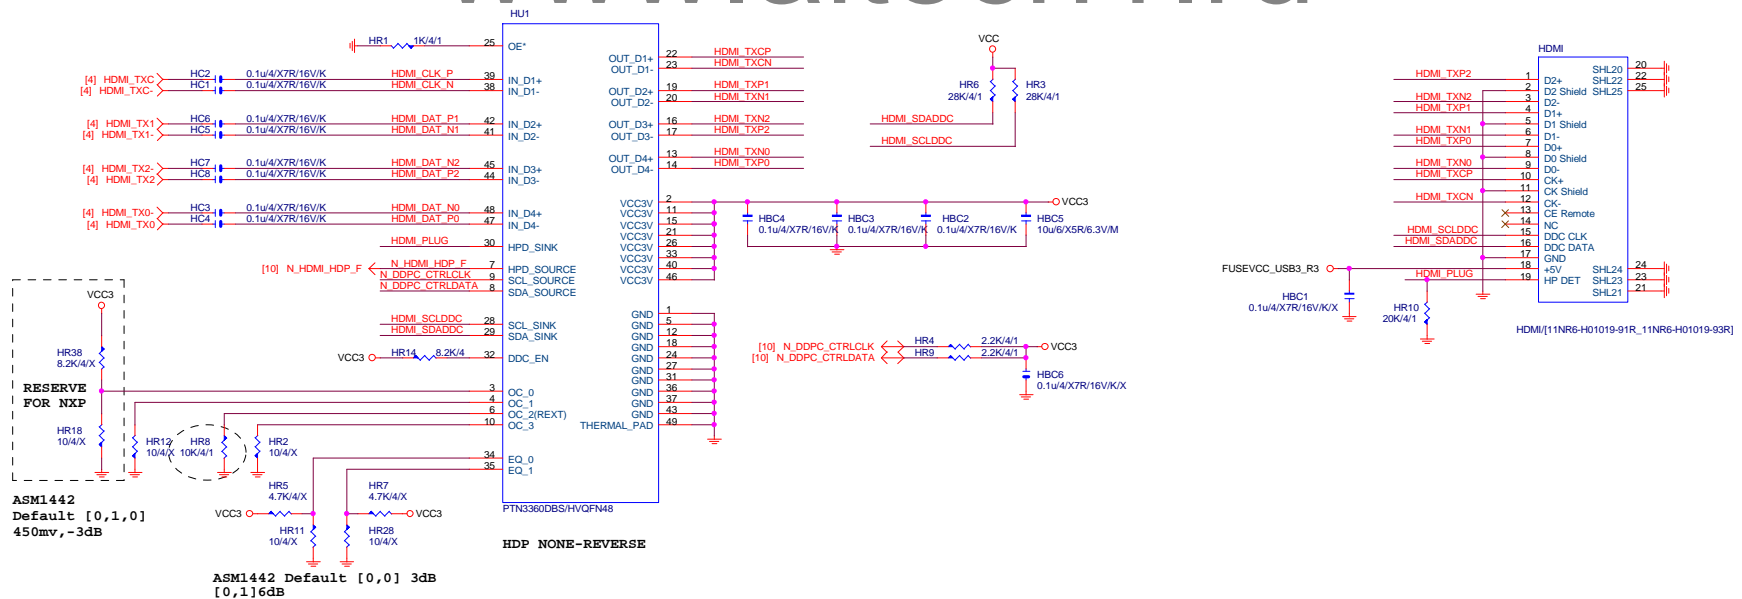 HU1
HR1 1K/4/1 25 OE*
[4] HDMI_TXC HC2 0.1u/4/X7R/16V/K HDMI_CLK_P 39 IN_D1+
[4] HDMI_TXC- HC1 0.1u/4/X7R/16V/K HDMI_CLK_N 38 IN_D1-
[4] HDMI_TX1 HC6 0.1u/4/X7R/16V/K HDMI_DAT_P1 42 IN_D2+
[4] HDMI_TX1- HC5 0.1u/4/X7R/16V/K HDMI_DAT_N1 41 IN_D2-
[4] HDMI_TX2- HC7 0.1u/4/X7R/16V/K HDMI_DAT_N2 45 IN_D3+
[4] HDMI_TX2 HC8 0.1u/4/X7R/16V/K HDMI_DAT_P2 44 IN_D3-
[4] HDMI_TX0- HC3 0.1u/4/X7R/16V/K HDMI_DAT_N0 48 IN_D4+
[4] HDMI_TX0 HC4 0.1u/4/X7R/16V/K HDMI_DAT_P0 47 IN_D4-
HDMI_PLUG 30 HPD_SINK
[10] N_HDMI_HDP_F N_HDMI_HDP_F 7 HPD_SOURCE
N_DDPC_CTRLCLK 9 SCL_SOURCE
N_DDPC_CTRLDATA 8 SDA_SOURCE
HDMI_SCLDDC 28 SCL_SINK
HDMI_SDADDC 29 SDA_SINK
VCC3 HR14 8.2K/4 32 DDC_EN
3 OC_0
4 OC_1
6 OC_2(REXT)
10 OC_3
34 EQ_0
35 EQ_1
OUT_D1+ 22 HDMI_TXCP
OUT_D1- 23 HDMI_TXCN
OUT_D2+ 19 HDMI_TXP1
OUT_D2- 20 HDMI_TXN1
OUT_D3+ 16 HDMI_TXN2
OUT_D3- 17 HDMI_TXP2
OUT_D4+ 13 HDMI_TXN0
OUT_D4- 14 HDMI_TXP0
VCC3V 2
VCC3V 11
VCC3V 15
VCC3V 21
VCC3V 26
VCC3V 33
VCC3V 40
VCC3V 46
GND 1
GND 5
GND 12
GND 18
GND 24
GND 27
GND 31
GND 36
GND 37
GND 43
THERMAL_PAD 49
PTN3360DBS/HVQFN48
HDP NONE-REVERSE
VCC3
HR38
8.2K/4/X
RESERVE
FOR NXP
HR18
10/4/X
HR12
10/4/X
HR8
10K/4/1
HR2
10/4/X
ASM1442
Default [0,1,0]
450mv,-3dB
HR5
4.7K/4/X
VCC3
HR7
4.7K/4/X
VCC3
HR11
10/4/X
HR28
10/4/X
ASM1442 Default [0,0] 3dB
[0,1]6dB
VCC
HR6
28K/4/1
HR3
28K/4/1
HDMI_SDADDC
HDMI_SCLDDC
VCC3
HBC4
0.1u/4/X7R/16V/K
HBC3
0.1u/4/X7R/16V/K
HBC2
0.1u/4/X7R/16V/K
HBC5
10u/6/X5R/6.3V/M
[10] N_DDPC_CTRLCLK HR4 2.2K/4/1 VCC3
[10] N_DDPC_CTRLDATA HR9 2.2K/4/1
HBC6
0.1u/4/X7R/16V/K/X
HDMI
HDMI_TXP2 1 D2+
2 D2 Shield
HDMI_TXN2 3 D2-
HDMI_TXP1 4 D1+
5 D1 Shield
HDMI_TXN1 6 D1-
HDMI_TXP0 7 D0+
8 D0 Shield
HDMI_TXN0 9 D0-
HDMI_TXCP 10 CK+
11 CK Shield
HDMI_TXCN 12 CK-
13 CE Remote
14 NC
HDMI_SCLDDC 15 DDC CLK
HDMI_SDADDC 16 DDC DATA
17 GND
FUSEVCC_USB3_R3 18 +5V
HDMI_PLUG 19 HP DET
SHL20 20
SHL22 22
SHL25 25
SHL24 24
SHL23 23
SHL21 21
HBC1
0.1u/4/X7R/16V/K/X
HR10
20K/4/1
HDMI/[11NR6-H01019-91R_11NR6-H01019-93R]